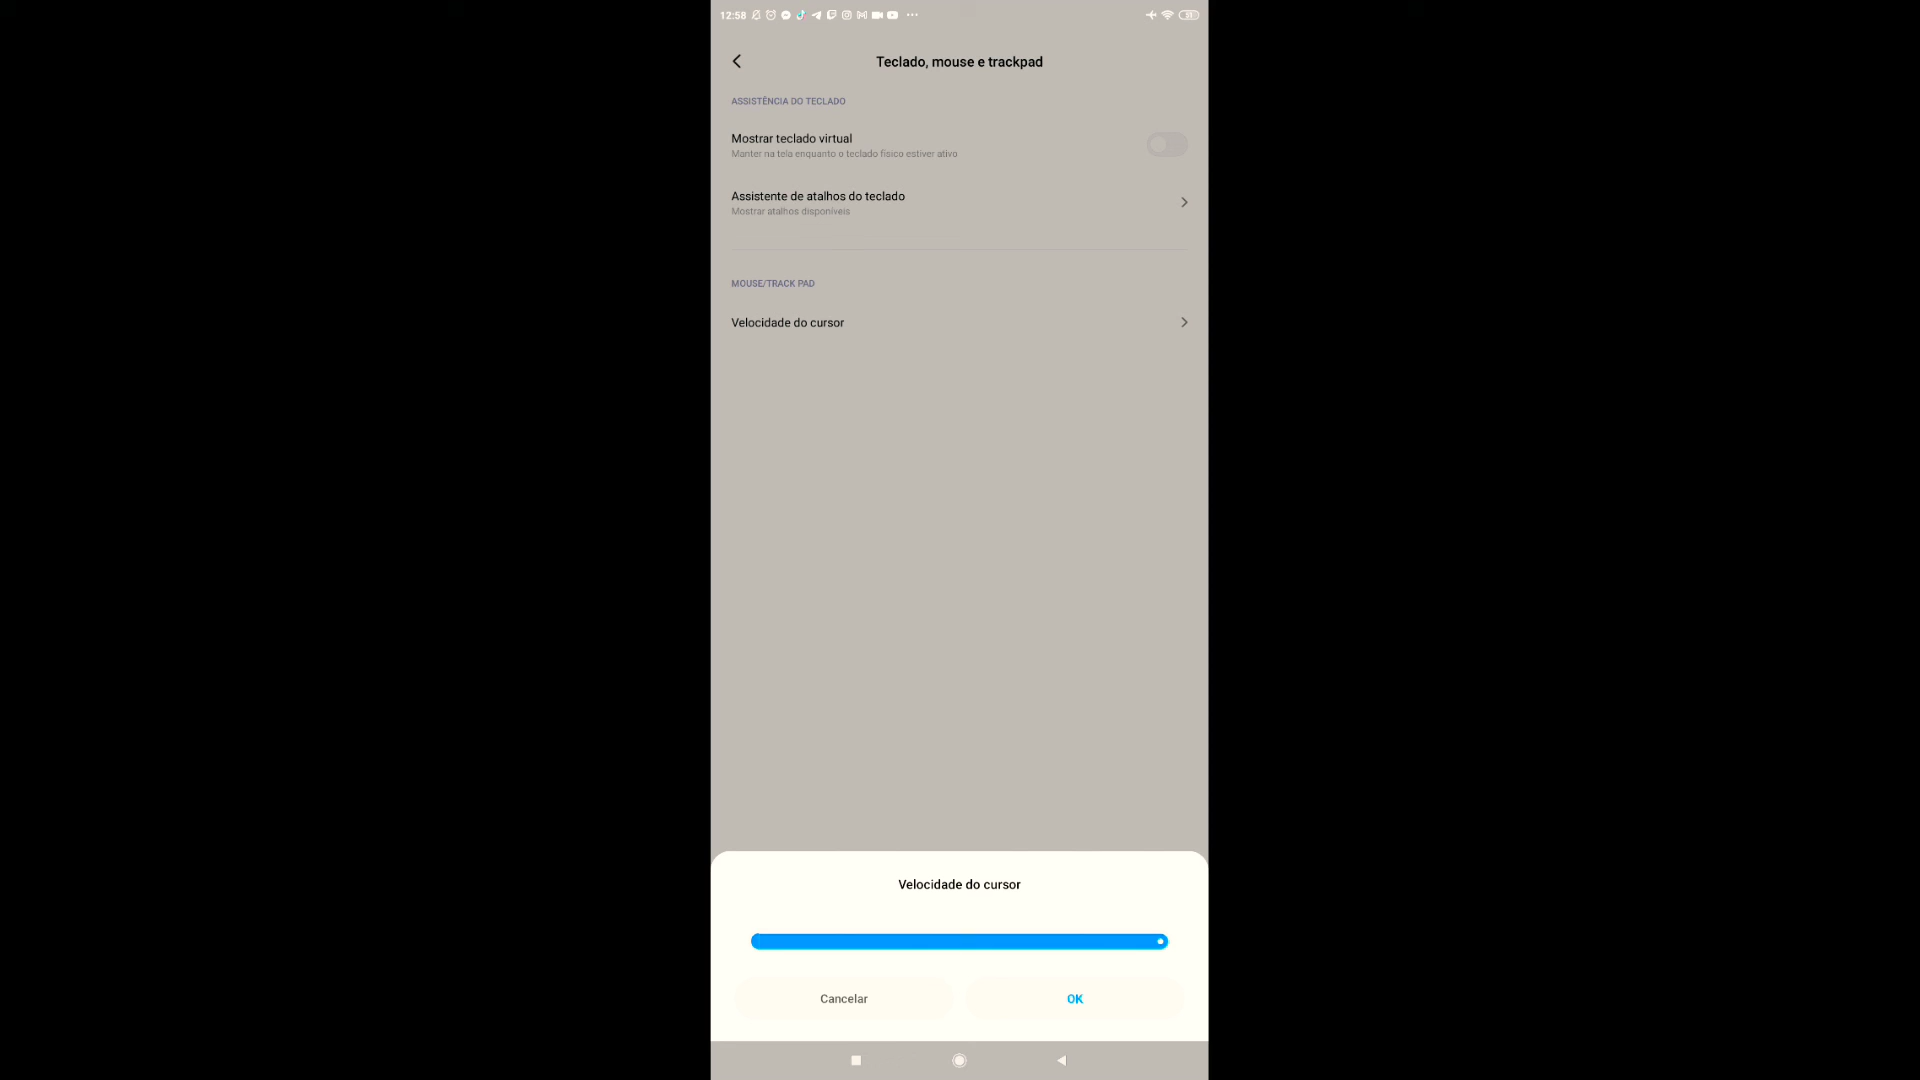 12:58
Teclado, mouse e trackpad
ASSISTÊNCIA DO TECLADO
Mostrar teclado virtual
Manter na tela enquanto o teclado físico estiver ativo
Assistente de atalhos do teclado
Mostrar atalhos disponíveis
MOUSE/TRACK PAD
Velocidade do cursor
Velocidade do cursor
Cancelar
OK